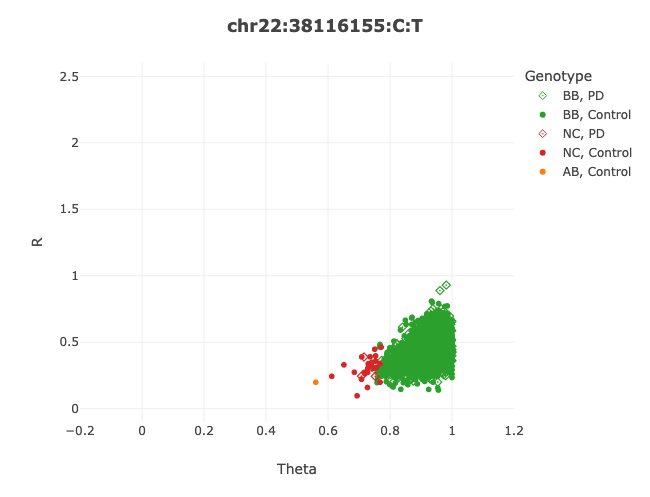 chr22:38116155:C:T
Genotype
BB, PD
BB, Control
NC, PD
NC, Control
AB, Control
2.5
2
1.5
1
0.5
0
R
−0.2 0 0.2 0.4 0.6 0.8 1 1.2
Theta